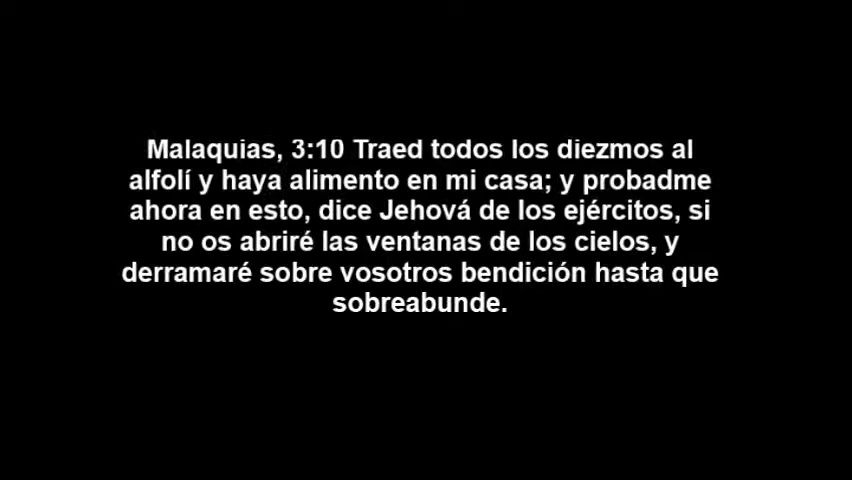 Malaquias, 3:10 Traed todos los diezmos al
alfolí y haya alimento en mi casa; y probadme
ahora en esto, dice Jehová de los ejércitos, si
no os abriré las ventanas de los cielos, y
derramaré sobre vosotros bendición hasta que
sobreabunde.